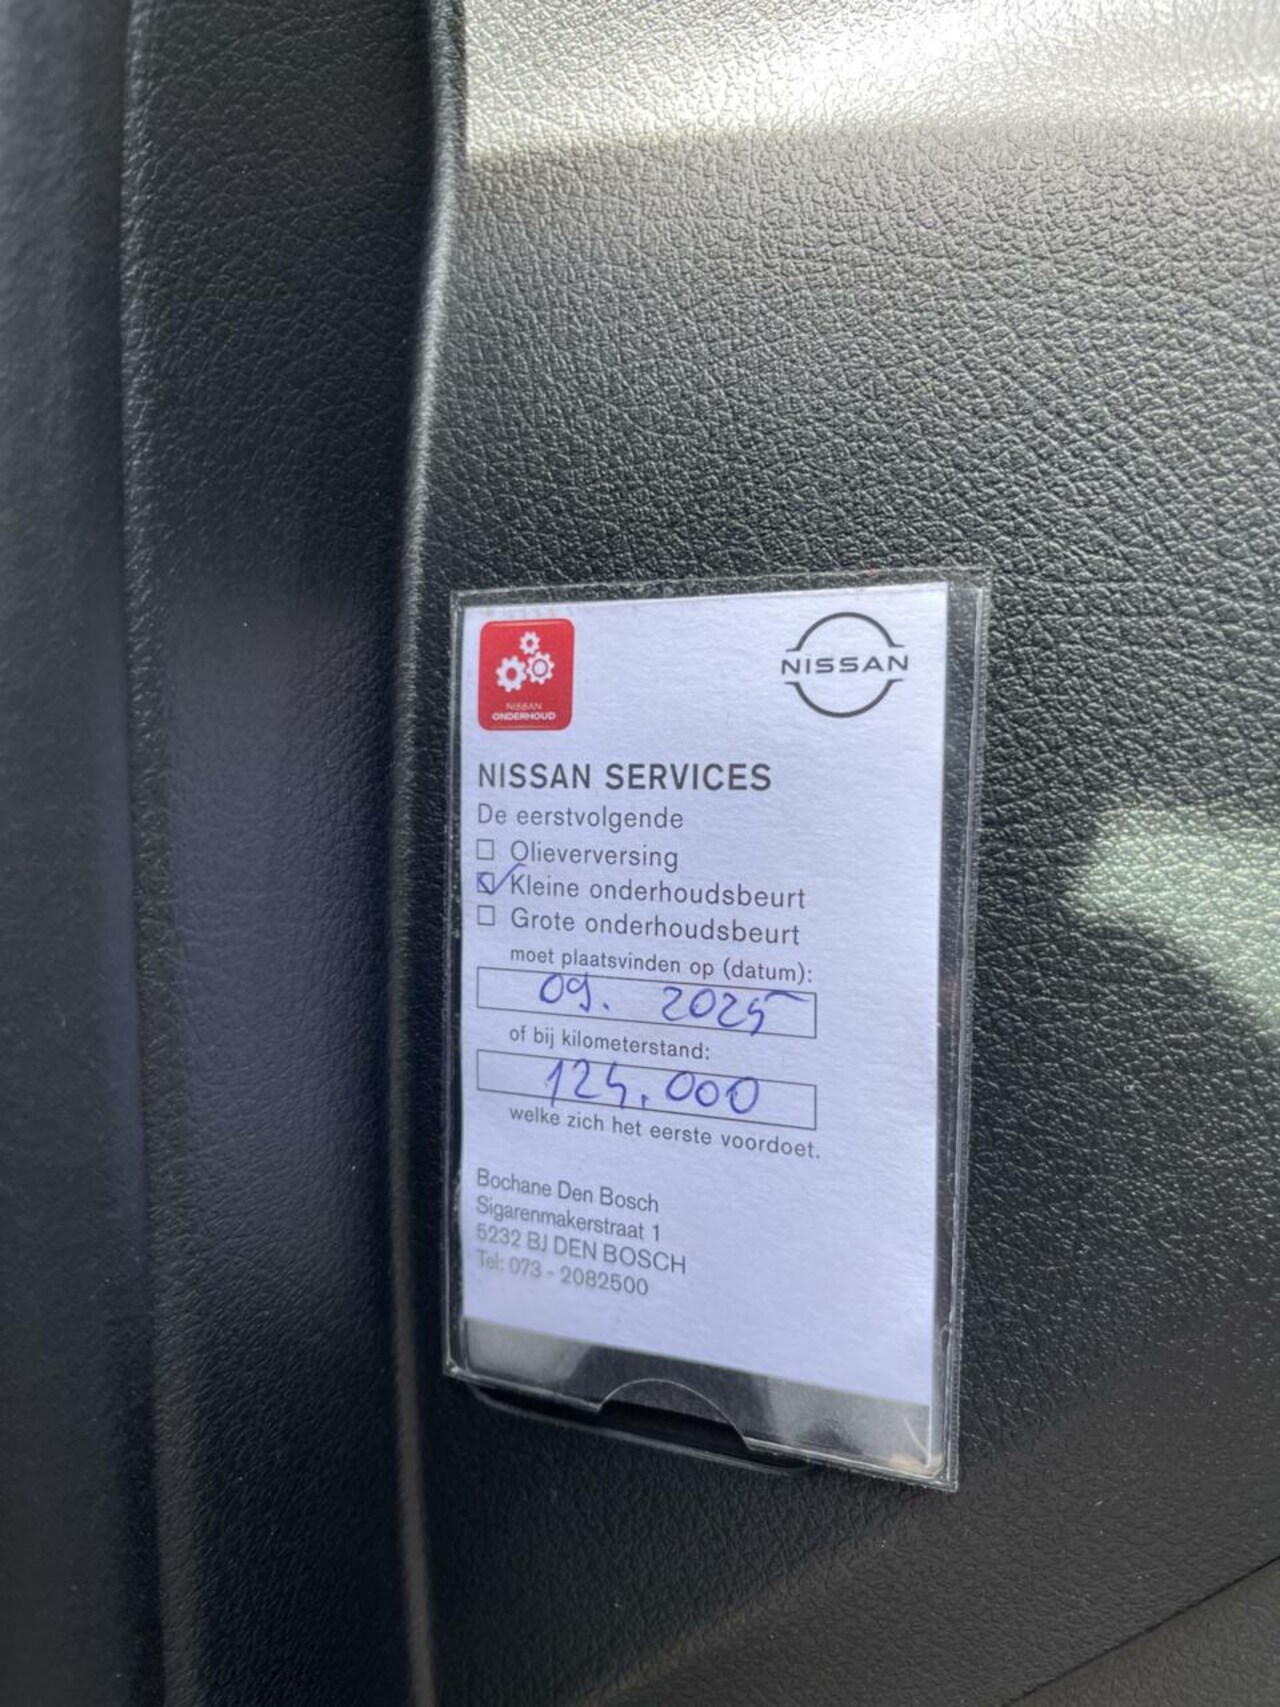 NISSAN
ONDERHOUD
NISSAN
NISSAN SERVICES
De eerstvolgende
Olieverversing
Kleine onderhoudsbeurt
Grote onderhoudsbeurt
moet plaatsvinden op (datum):
09. 2025
of bij kilometerstand:
124.000
welke zich het eerste voordoet.
Bochane Den Bosch
Sigarenmakerstraat 1
5232 BJ DEN BOSCH
Tel: 073 - 2082500